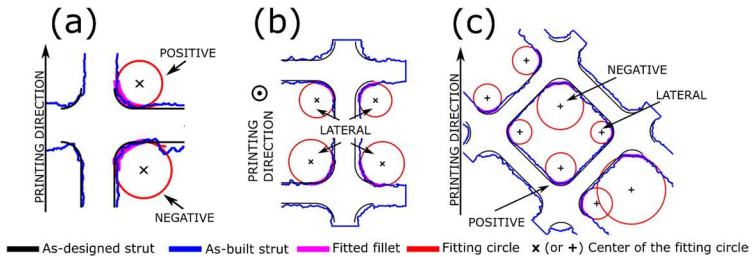 (a)
POSITIVE
NEGATIVE
PRINTING DIRECTION
(b)
LATERAL
PRINTING
DIRECTION
(c)
NEGATIVE
LATERAL
POSITIVE
PRINTING DIRECTION
As-designed strut As-built strut Fitted fillet Fitting circle x (or +) Center of the fitting circle